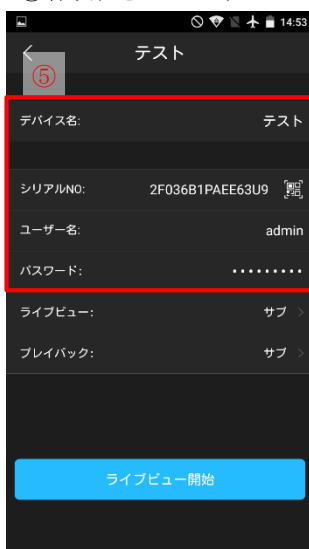 14:53
テスト
⑤
デバイス名: テスト
シリアルNO: 2F036B1PAEE63U9
ユーザー名: admin
パスワード: •••••••••
ライブビュー: サブ
プレイバック: サブ
ライブビュー開始